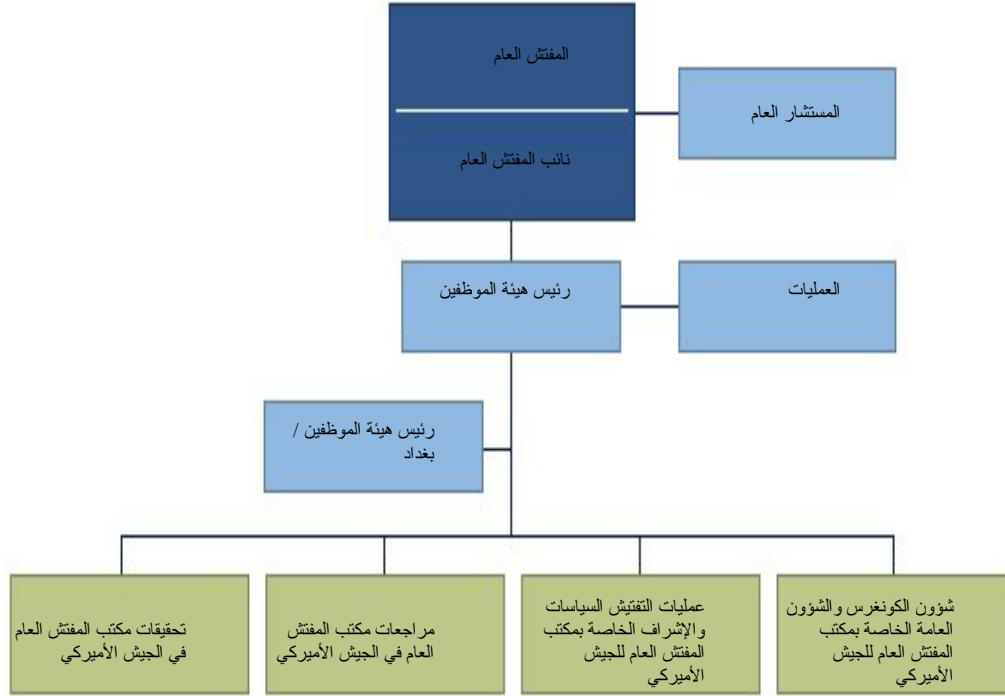 المفتش العام
نائب المفتش العام
المستشار العام
رئيس هيئة الموظفين
العمليات
رئيس هيئة الموظفين /
بغداد
شؤون الكونغرس والشؤون
العامة الخاصة بمكتب
المفتش العام للجيش
الأميركي
عمليات التفتيش السياسات
والإشراف الخاصة بمكتب
المفتش العام للجيش
الأميركي
مراجعات مكتب المفتش
العام في الجيش الأميركي
تحقيقات مكتب المفتش العام
في الجيش الأميركي